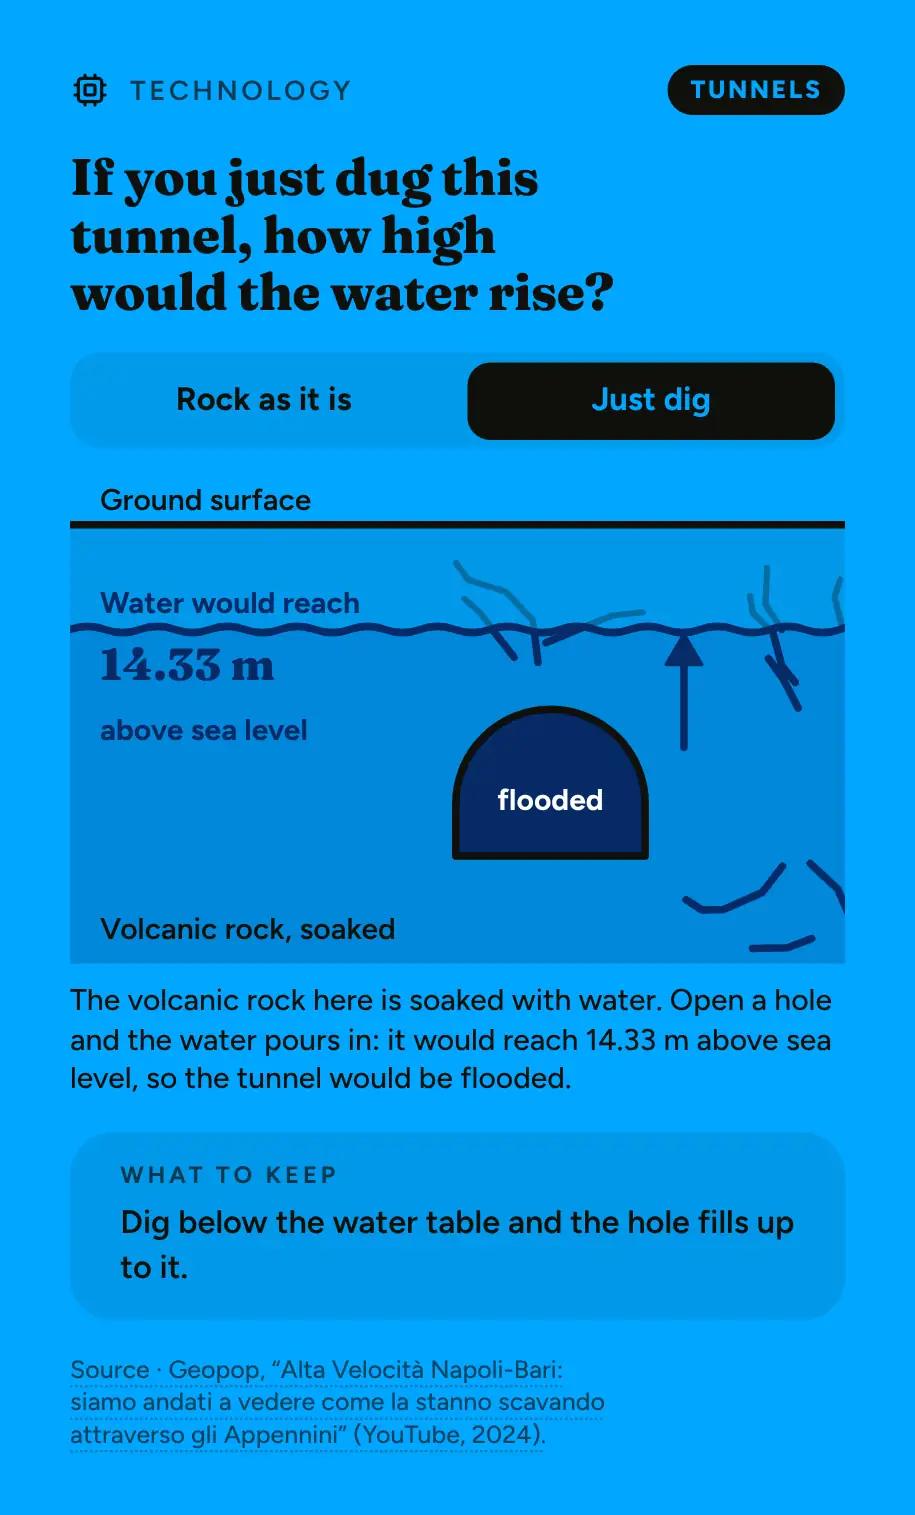 TECHNOLOGY
TUNNELS
If you just dug this
tunnel, how high
would the water rise?
Rock as it is
Just dig
Ground surface
Water would reach
14.33 m
above sea level
flooded
Volcanic rock, soaked
The volcanic rock here is soaked with water. Open a hole
and the water pours in: it would reach 14.33 m above sea
level, so the tunnel would be flooded.
WHAT TO KEEP
Dig below the water table and the hole fills up
to it.
Source · Geopop, “Alta Velocità Napoli-Bari:
siamo andati a vedere come la stanno scavando
attraverso gli Appennini” (YouTube, 2024).